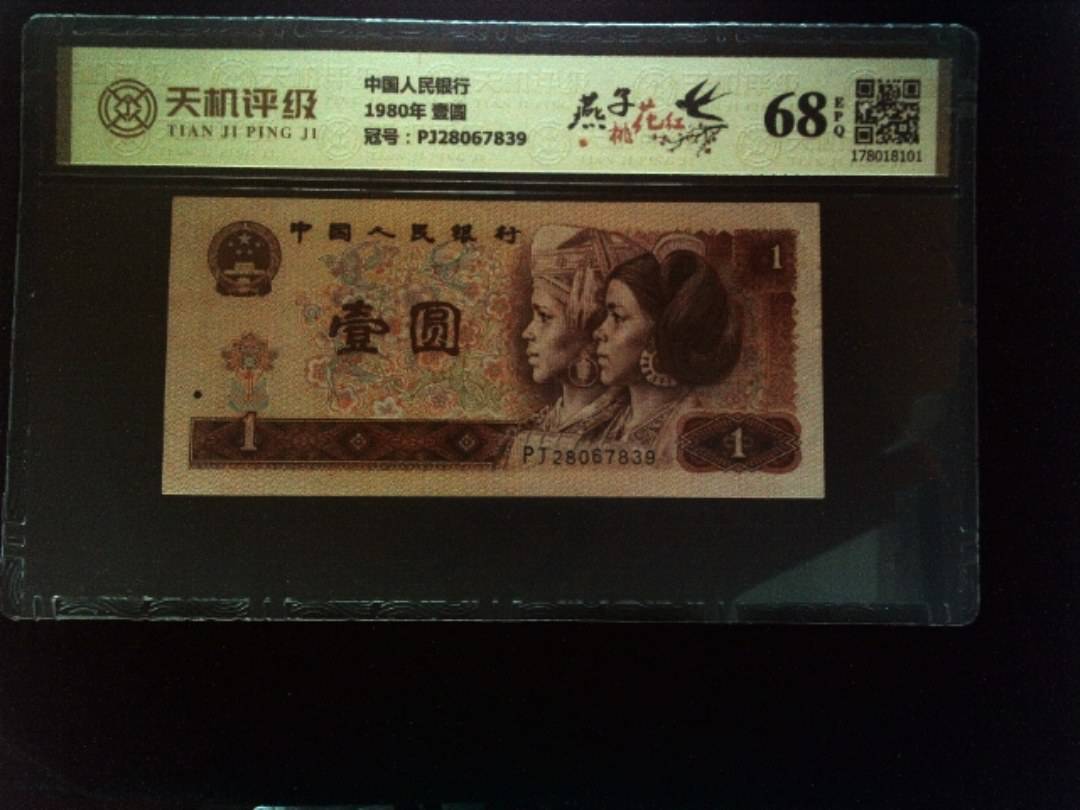 天机评级
TIAN JI PING JI
中国人民银行
1980年 壹圆
冠号：PJ28067839
燕子
桃花红
68
EPQ
178018101
中国人民银行
壹圆
1
1
PJ28067839
1